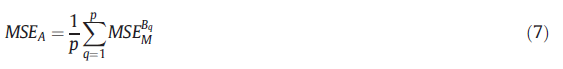 MSE_A = \frac{1}{p} \sum_{q=1}^{p} MSE_M^{B_q} (7)